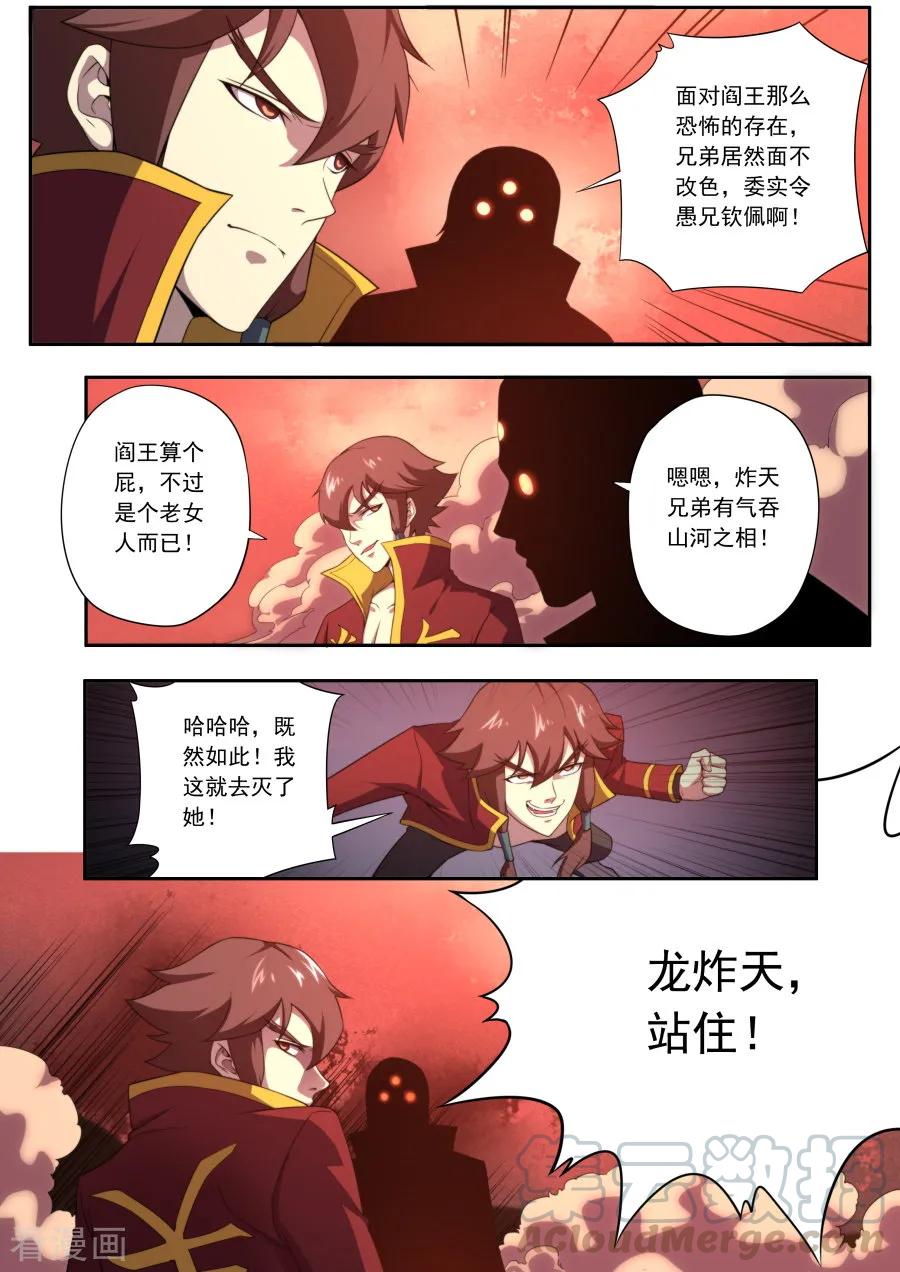 面对阎王那么
恐怖的存在，
兄弟居然面不
改色，委实令
愚兄钦佩啊！
阎王算个
屁，不过
是个老女
人而已！
嗯嗯，炸天
兄弟有气吞
山河之相！
哈哈哈，既
然如此！我
这就去灭了
她！
龙炸天，
站住！
第云数据
AcloudMerge.com
看漫画